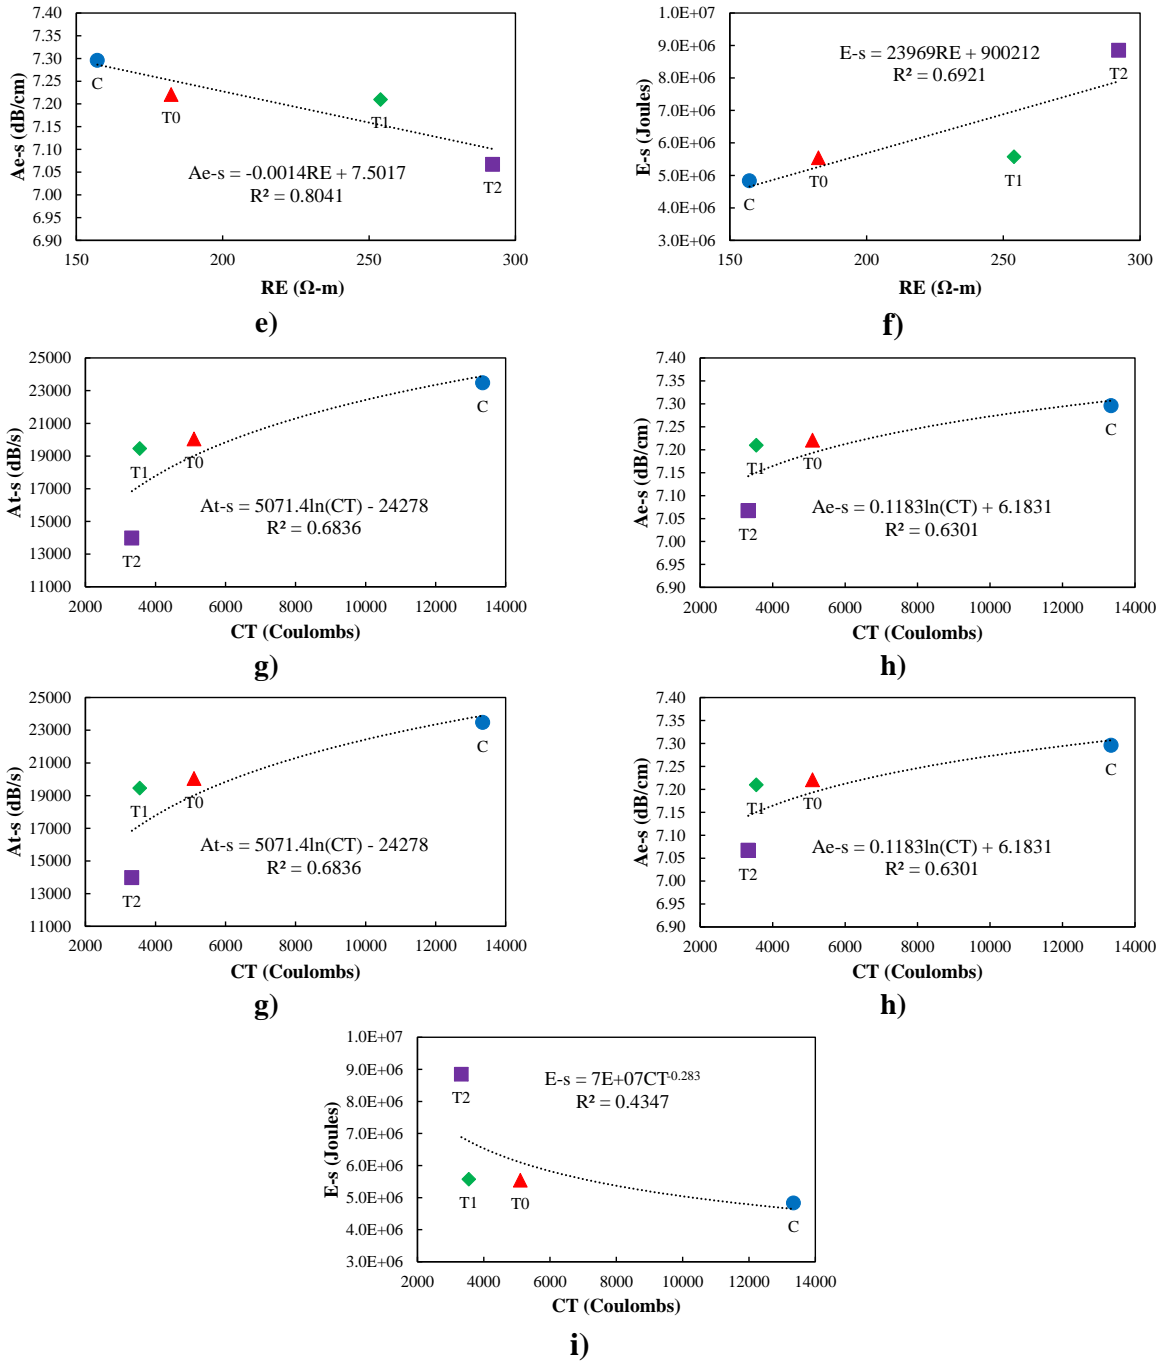 7.40
7.35
7.30
7.25
7.20
7.15
7.10
7.05
7.00
6.95
6.90
Ae-s (dB/cm)
C
T0
T1
T2
Ae-s = -0.0014RE + 7.5017
R² = 0.8041
150 200 250 300
RE (Ω-m)
e)
1.0E+07
9.0E+06
8.0E+06
7.0E+06
6.0E+06
5.0E+06
4.0E+06
3.0E+06
E-s (Joules)
E-s = 23969RE + 900212
R² = 0.6921
T2
T0
T1
C
150 200 250 300
RE (Ω-m)
f)
25000
23000
21000
19000
17000
15000
13000
11000
At-s (dB/s)
C
T1
T0
At-s = 5071.4ln(CT) - 24278
R² = 0.6836
T2
2000 4000 6000 8000 10000 12000 14000
CT (Coulombs)
g)
7.40
7.35
7.30
7.25
7.20
7.15
7.10
7.05
7.00
6.95
6.90
Ae-s (dB/cm)
C
T1
T0
Ae-s = 0.1183ln(CT) + 6.1831
R² = 0.6301
T2
2000 4000 6000 8000 10000 12000 14000
CT (Coulombs)
h)
25000
23000
21000
19000
17000
15000
13000
11000
At-s (dB/s)
C
T1
T0
At-s = 5071.4ln(CT) - 24278
R² = 0.6836
T2
2000 4000 6000 8000 10000 12000 14000
CT (Coulombs)
g)
7.40
7.35
7.30
7.25
7.20
7.15
7.10
7.05
7.00
6.95
6.90
Ae-s (dB/cm)
C
T1
T0
Ae-s = 0.1183ln(CT) + 6.1831
R² = 0.6301
T2
2000 4000 6000 8000 10000 12000 14000
CT (Coulombs)
h)
1.0E+07
9.0E+06
8.0E+06
7.0E+06
6.0E+06
5.0E+06
4.0E+06
3.0E+06
E-s (Joules)
E-s = 7E+07CT^-0.283
R² = 0.4347
T2
T1
T0
C
2000 4000 6000 8000 10000 12000 14000
CT (Coulombs)
i)